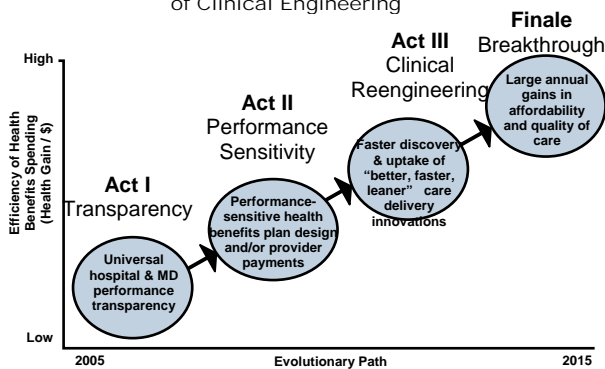 of Clinical Engineering
Finale
Breakthrough
Act III
Clinical
Reengineering
High
Large annual
gains in
affordability
and quality of
care
Act II
Performance
Sensitivity
Faster discovery
& uptake of
“better, faster,
leaner” care
delivery
innovations
Efficiency of Health
Benefits Spending
(Health Gain / $)
Act I
Transparency
Performance-
sensitive health
benefits plan design
and/or provider
payments
Universal
hospital & MD
performance
transparency
Low
2005
Evolutionary Path
2015